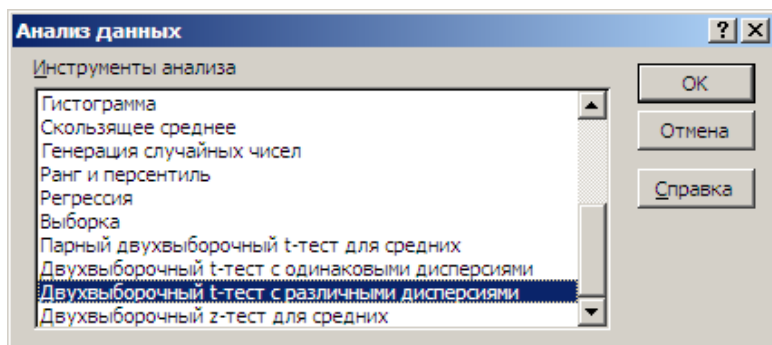 Анализ данных
Инструменты анализа
Гистограмма
Скользящее среднее
Генерация случайных чисел
Ранг и персентиль
Регрессия
Выборка
Парный двухвыборочный t-тест для средних
Двухвыборочный t-тест с одинаковыми дисперсиями
Двухвыборочный t-тест с различными дисперсиями
Двухвыборочный z-тест для средних
OK
Отмена
Справка